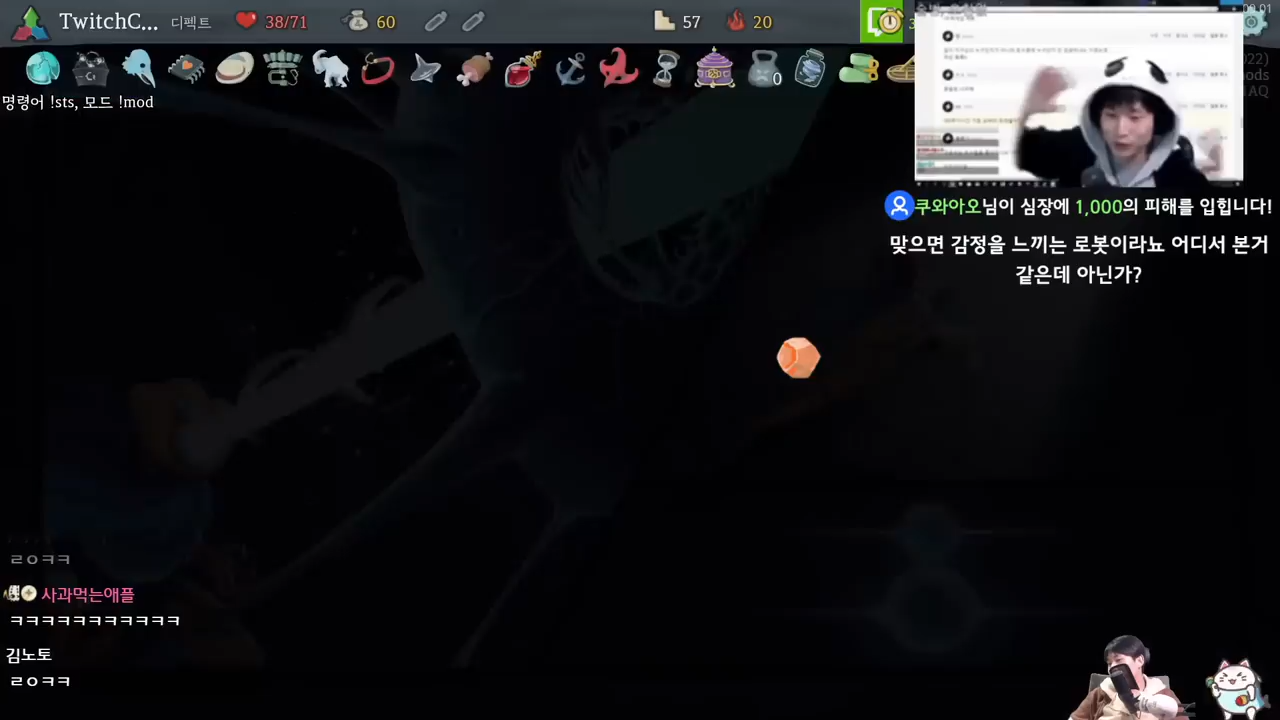 TwitchC... 디펙트 38/71 60 57 20
0
명령어 !sts, 모드 !mod
쿠와아오님이 심장에 1,000의 피해를 입힙니다!
맞으면 감정을 느끼는 로봇이라뇨 어디서 본거
같은데 아닌가?
ㄹㅇㅋㅋ
사과먹는애플
ㅋㅋㅋㅋㅋㅋㅋㅋㅋㅋㅋ
김노토
ㄹㅇㅋㅋ